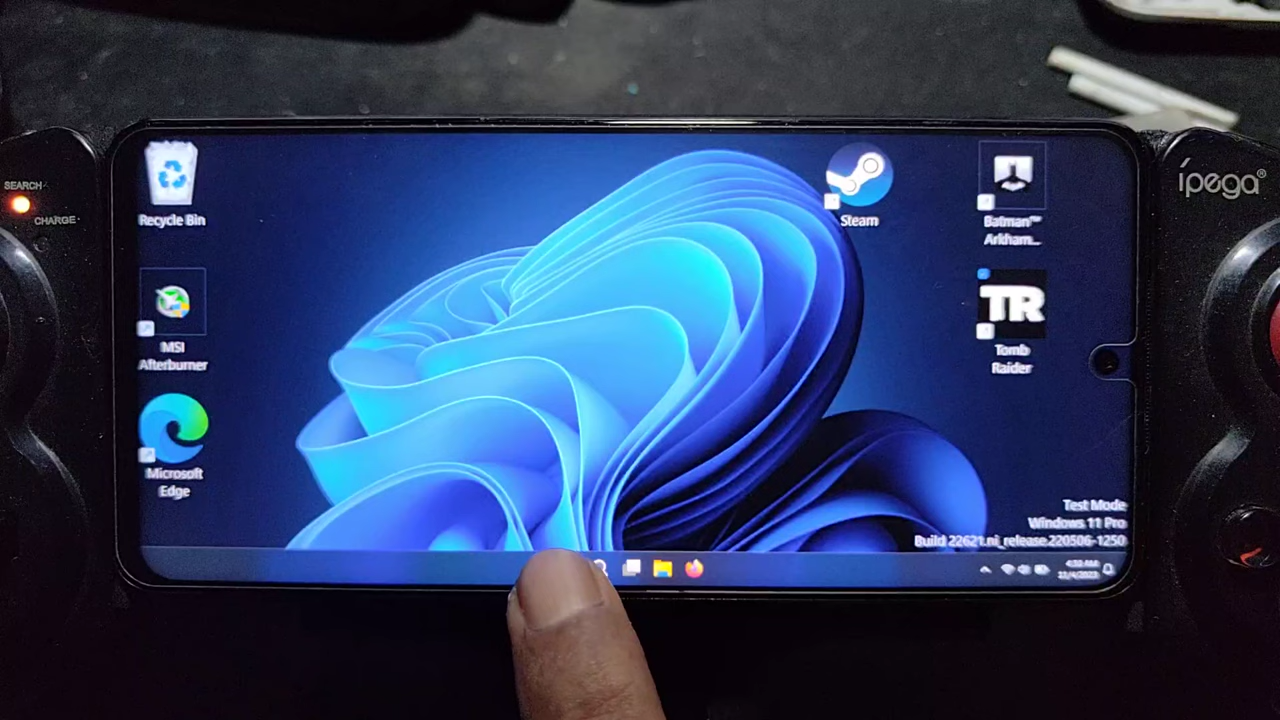 SEARCH
CHARGE
ipega®
Recycle Bin
Steam
Batman™
Arkham...
MSI
Afterburner
TR
Tomb
Raider
Microsoft
Edge
Test Mode
Windows 11 Pro
Build 22621.ni_release.220506-1250